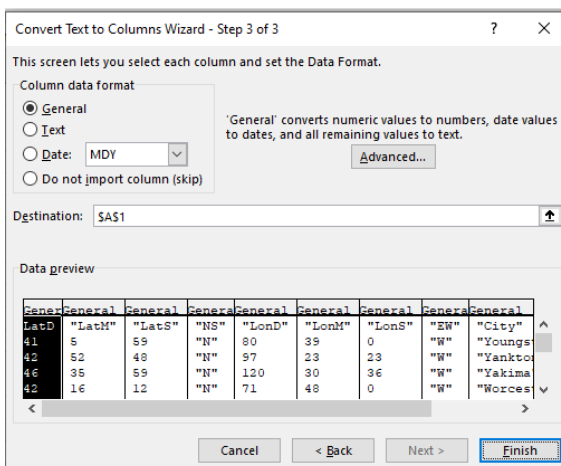 Convert Text to Columns Wizard - Step 3 of 3 ? X
This screen lets you select each column and set the Data Format.
Column data format
General
Text
Date: MDY
Do not import column (skip)
'General' converts numeric values to numbers, date values
to dates, and all remaining values to text.
Advanced...
Destination: $A$1
Data preview
Gener General General Genera General General General Genera General
LatD "LatM" "LatS" "NS" "LonD" "LonM" "LonS" "EW" "City"
41 5 59 "N" 80 39 0 "W" "Youngs
42 52 48 "N" 97 23 23 "W" "Yankto
46 35 59 "N" 120 30 36 "W" "Yakima
42 16 12 "N" 71 48 0 "W" "Worces
Cancel < Back Next > Finish